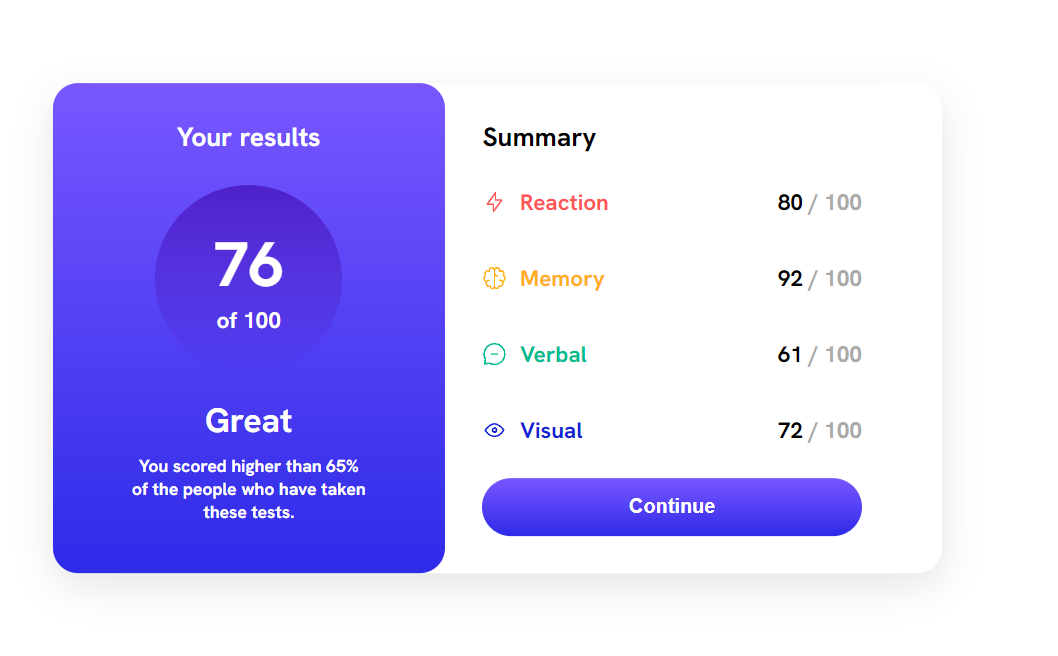 Your results
76
of 100
Great
You scored higher than 65%
of the people who have taken
these tests.
Summary
Reaction 80 / 100
Memory 92 / 100
Verbal 61 / 100
Visual 72 / 100
Continue